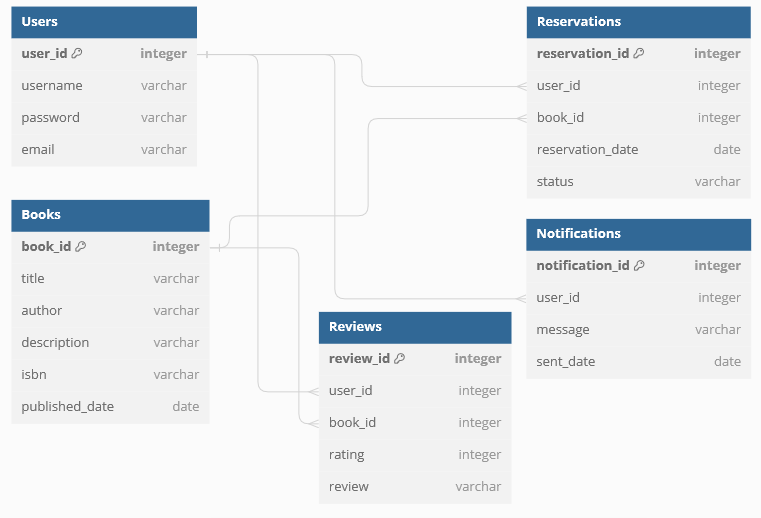 Users
user_id integer
username varchar
password varchar
email varchar
Books
book_id integer
title varchar
author varchar
description varchar
isbn varchar
published_date date
Reviews
review_id integer
user_id integer
book_id integer
rating integer
review varchar
Reservations
reservation_id integer
user_id integer
book_id integer
reservation_date date
status varchar
Notifications
notification_id integer
user_id integer
message varchar
sent_date date